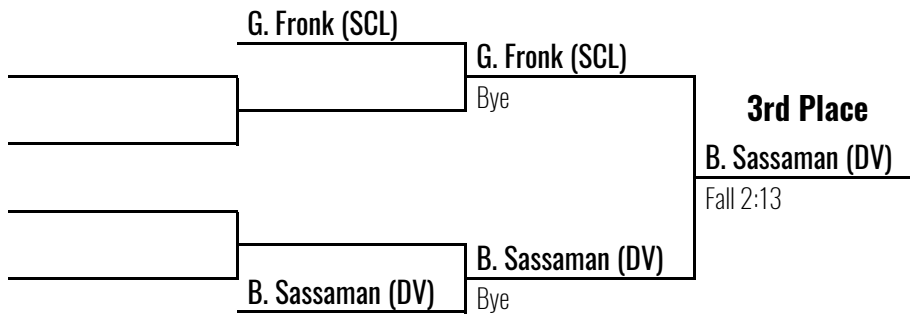 G. Fronk (SCL)
G. Fronk (SCL)
Bye
3rd Place
B. Sassaman (DV)
Fall 2:13
B. Sassaman (DV)
B. Sassaman (DV)
Bye